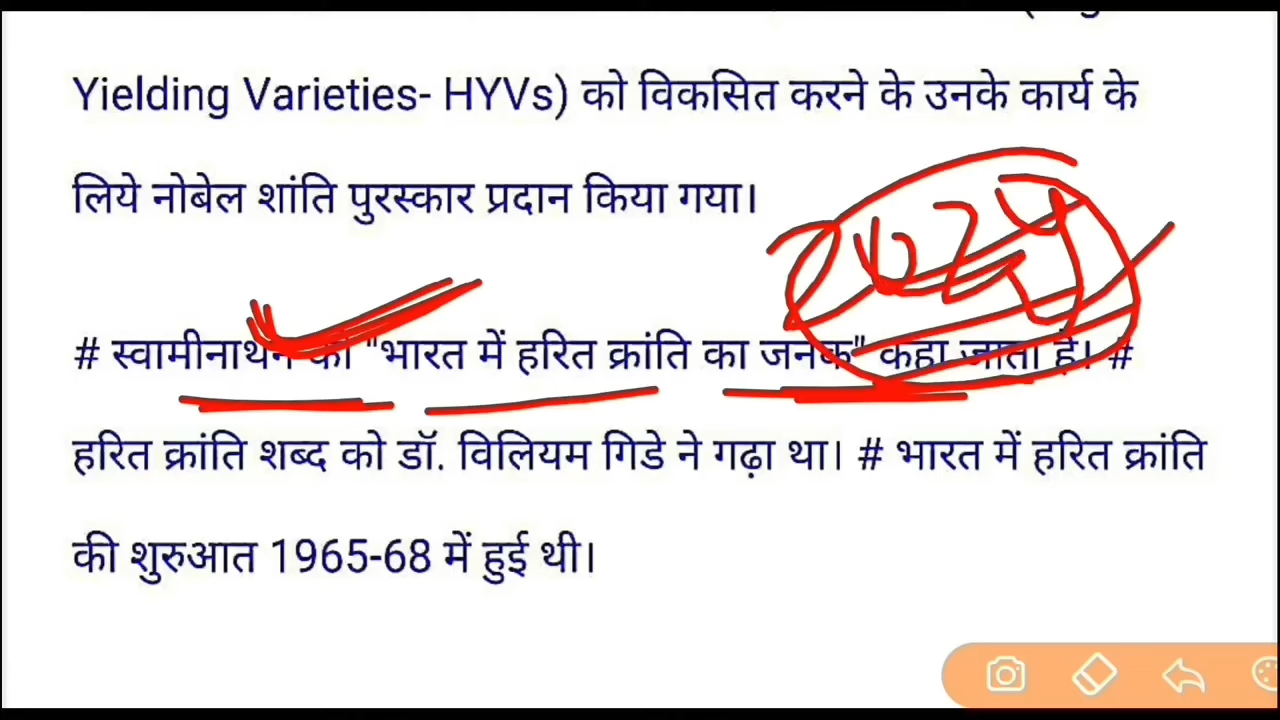 Yielding Varieties- HYVs) को विकसित करने के उनके कार्य के
लिये नोबेल शांति पुरस्कार प्रदान किया गया।
# स्वामीनाथन को "भारत में हरित क्रांति का जनक" कहा जाता है। #
हरित क्रांति शब्द को डॉ. विलियम गिडे ने गढ़ा था। # भारत में हरित क्रांति
की शुरुआत 1965-68 में हुई थी।